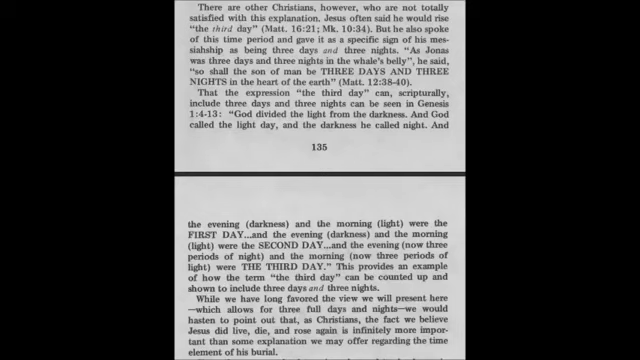 There are other Christians, however, who are not totally
satisfied with this explanation. Jesus often said he would rise
"the third day" (Matt. 16:21; Mk. 10:34). But he also spoke
of this time period and gave it as a specific sign of his mes-
siahship as being three days and three nights. "As Jonas
was three days and three nights in the whale's belly", he said,
"so shall the son of man be THREE DAYS AND THREE
NIGHTS in the heart of the earth" (Matt. 12:38-40).
That the expression "the third day" can, scripturally,
include three days and three nights can be seen in Genesis
1:4-13: "God divided the light from the darkness. And God
called the light day, and the darkness he called night. And
135
the evening (darkness) and the morning (light) were the
FIRST DAY...and the evening (darkness) and the morning
(light) were the SECOND DAY...and the evening (now three
periods of night) and the morning (now three periods of
light) were THE THIRD DAY." This provides an example
of how the term "the third day" can be counted up and
shown to include three days and three nights.
While we have long favored the view we will present here
—which allows for three full days and nights—we would
hasten to point out that, as Christians, the fact we believe
Jesus did live, die, and rose again is infinitely more impor-
tant than some explanation we may offer regarding the time
element of his burial.